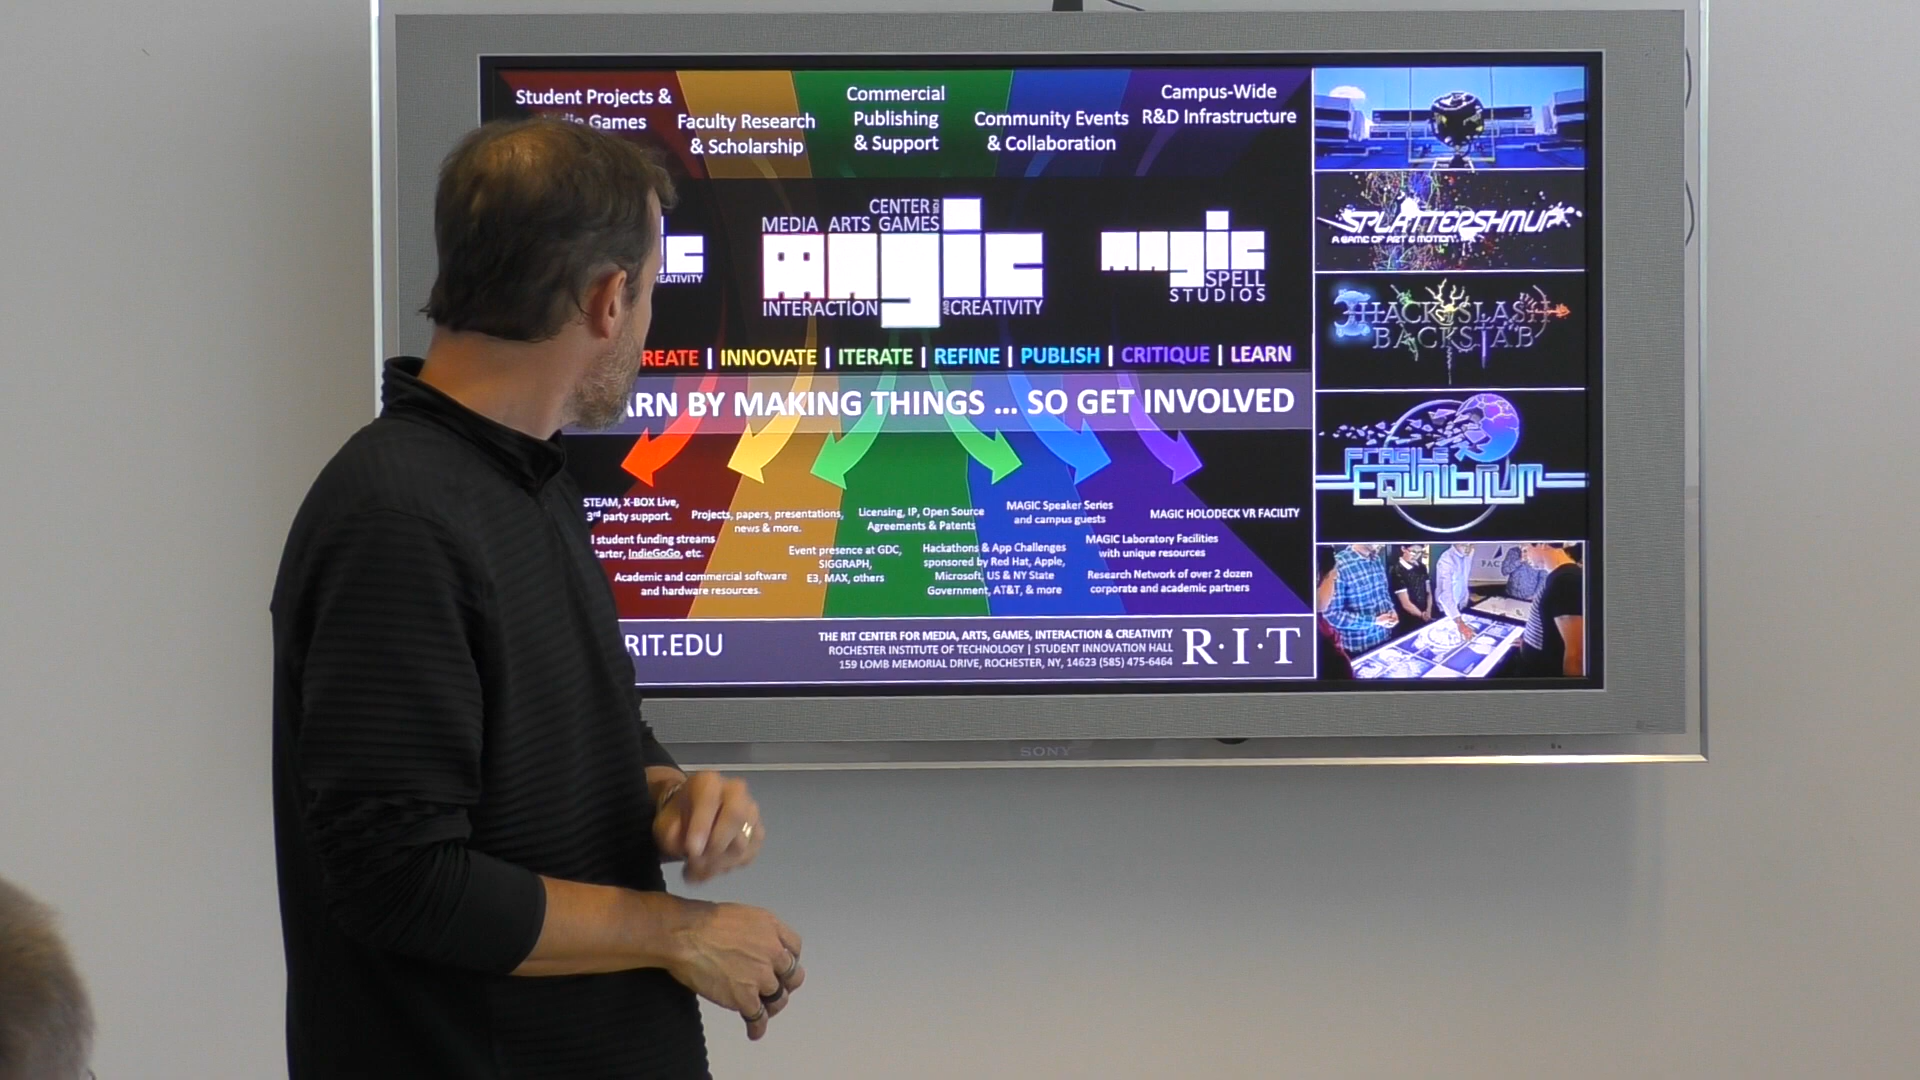 Student Projects &
Games
Faculty Research
& Scholarship
Commercial
Publishing
& Support
Community Events
& Collaboration
Campus-Wide
R&D Infrastructure
CENTER FOR
MEDIA ARTS GAMES
magic
INTERACTION AND CREATIVITY
ic
EATIVITY
magic
SPELL
STUDIOS
REATE | INNOVATE | ITERATE | REFINE | PUBLISH | CRITIQUE | LEARN
ARN BY MAKING THINGS ... SO GET INVOLVED
STEAM, X-BOX Live,
3rd party support.
l student funding streams
tarter, IndieGoGo, etc.
Academic and commercial software
and hardware resources.
Projects, papers, presentations,
news & more.
Event presence at GDC,
SIGGRAPH,
E3, MAX, others
Licensing, IP, Open Source
Agreements & Patents
Hackathons & App Challenges
sponsored by Red Hat, Apple,
Microsoft, US & NY State
Government, AT&T, & more
MAGIC Speaker Series
and campus guests
MAGIC Laboratory Facilities
with unique resources
Research Network of over 2 dozen
corporate and academic partners
MAGIC HOLODECK VR FACILITY
RIT.EDU
THE RIT CENTER FOR MEDIA, ARTS, GAMES, INTERACTION & CREATIVITY
ROCHESTER INSTITUTE OF TECHNOLOGY | STUDENT INNOVATION HALL
159 LOMB MEMORIAL DRIVE, ROCHESTER, NY, 14623 (585) 475-6464
R·I·T
SPLATTERSHMUP
A GAME OF ART & MOTION
HACK, SLASH
BACKSTAB
FRAGILE
EQUILIBRIUM
SONY